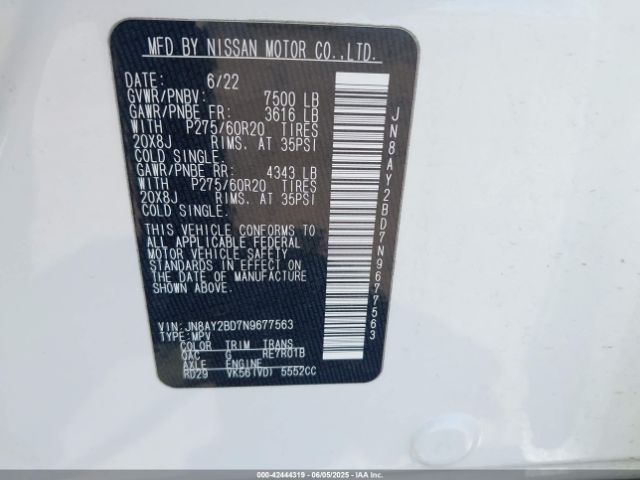 MFD BY NISSAN MOTOR CO.,LTD.
DATE: 6/22
GVWR/PNBV: 7500 LB
GAWR/PNBE FR: 3616 LB
WITH P275/60R20 TIRES
20X8J RIMS. AT 35PSI
COLD SINGLE.
GAWR/PNBE RR: 4343 LB
WITH P275/60R20 TIRES
20X8J RIMS. AT 35PSI
COLD SINGLE.
THIS VEHICLE CONFORMS TO
ALL APPLICABLE FEDERAL
MOTOR VEHICLE SAFETY
STANDARDS IN EFFECT ON
THE DATE OF MANUFACTURE
SHOWN ABOVE.
VIN:JN8AY2BD7N9677563
TYPE:MPV
COLOR TRIM TRANS
QAC G RE7R01B
AXLE ENGINE
RD29 VK56(VD) 5552CC
JN8AY2BD7N9677563
000-42444319 - 06/05/2025 - IAAI.COM